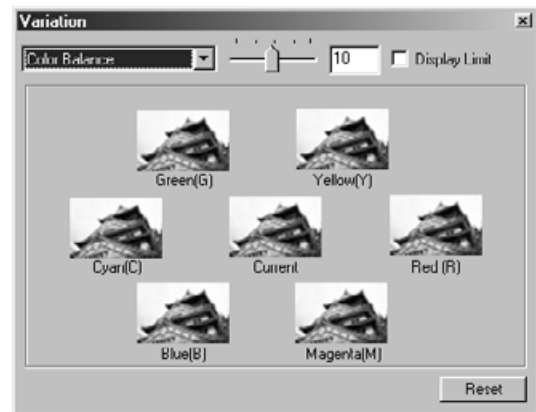 Variation
Color Balance 10 Display Limit
Green(G) Yellow(Y)
Cyan(C) Current Red (R)
Blue(B) Magenta(M)
Reset